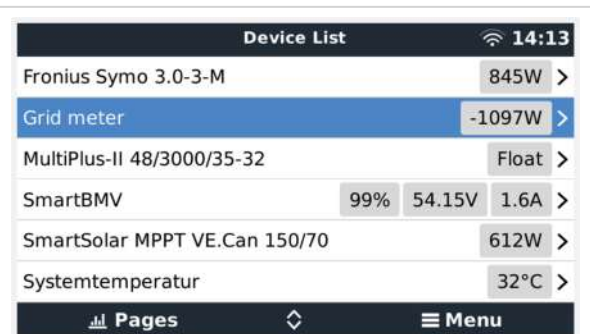 Device List 14:13
Fronius Symo 3.0-3-M 845W
Grid meter -1097W
MultiPlus-II 48/3000/35-32 Float
SmartBMV 99% 54.15V 1.6A
SmartSolar MPPT VE.Can 150/70 612W
Systemtemperatur 32°C
Pages Menu